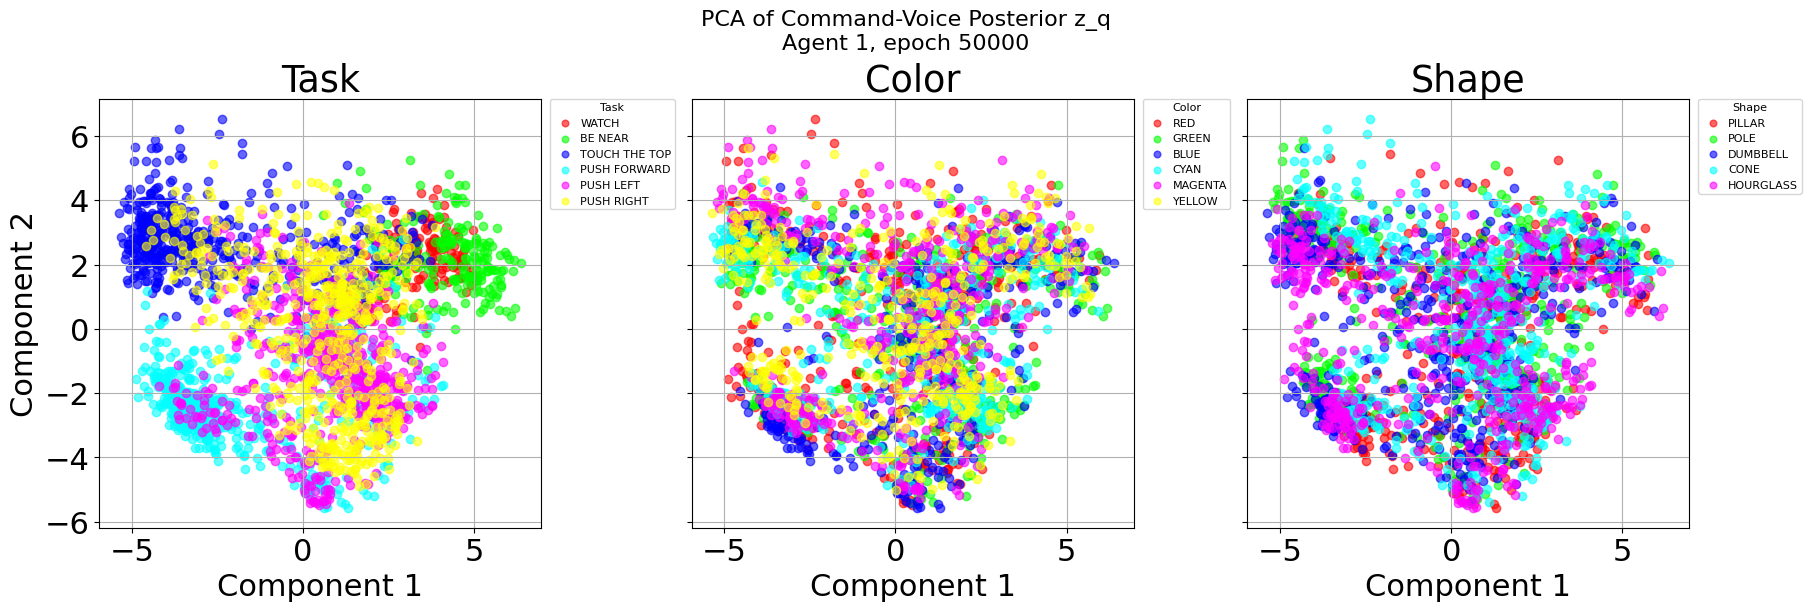 PCA of Command-Voice Posterior z_q
Agent 1, epoch 50000
Task
Color
Shape
Component 2
6
4
2
0
−2
−4
−6
−5
0
5
Component 1
Task
WATCH
BE NEAR
TOUCH THE TOP
PUSH FORWARD
PUSH LEFT
PUSH RIGHT
−5
0
5
Component 1
Color
RED
GREEN
BLUE
CYAN
MAGENTA
YELLOW
−5
0
5
Component 1
Shape
PILLAR
POLE
DUMBBELL
CONE
HOURGLASS